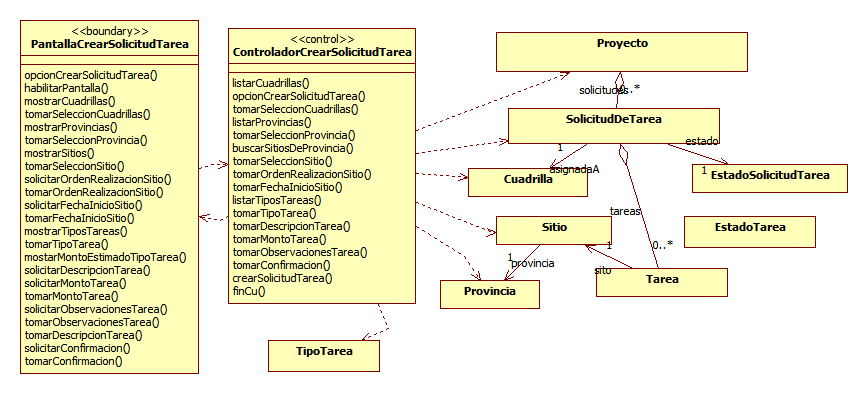 <<boundary>>
PantallaCrearSolicitudTarea
opcionCrearSolicitudTarea()
habilitarPantalla()
mostrarCuadrillas()
tomarSeleccionCuadrillas()
mostrarProvincias()
tomarSeleccionProvincia()
mostrarSitios()
tomarSeleccionSitio()
solicitarOrdenRealizacionSitio()
tomarOrdenRealizacionSitio()
solicitarFechaInicioSitio()
tomarFechaInicioSitio()
mostrarTiposTareas()
tomarTipoTarea()
mostarMontoEstimadoTipoTarea()
solicitarDescripcionTarea()
solicitarMontoTarea()
tomarMontoTarea()
solicitarObservacionesTarea()
tomarObservacionesTarea()
tomarDescripcionTarea()
solicitarConfirmacion()
tomarConfirmacion()
<<control>>
ControladorCrearSolicitudTarea
listarCuadrillas()
opcionCrearSolicitudTarea()
tomarSeleccionCuadrillas()
listarProvincias()
tomarSeleccionProvincia()
buscarSitiosDeProvincia()
tomarSeleccionSitio()
tomarOrdenRealizacionSitio()
tomarFechaInicioSitio()
listarTiposTareas()
tomarTipoTarea()
tomarDescripcionTarea()
tomarMontoTarea()
tomarObservacionesTarea()
tomarConfirmacion()
crearSolicitudTarea()
finCu()
Proyecto
solicitudes
0..*
SolicitudDeTarea
1
asignadaA
estado
1
Cuadrilla
EstadoSolicitudTarea
tareas
0..*
Sitio
EstadoTarea
1
provincia
1
sito
Provincia
Tarea
TipoTarea